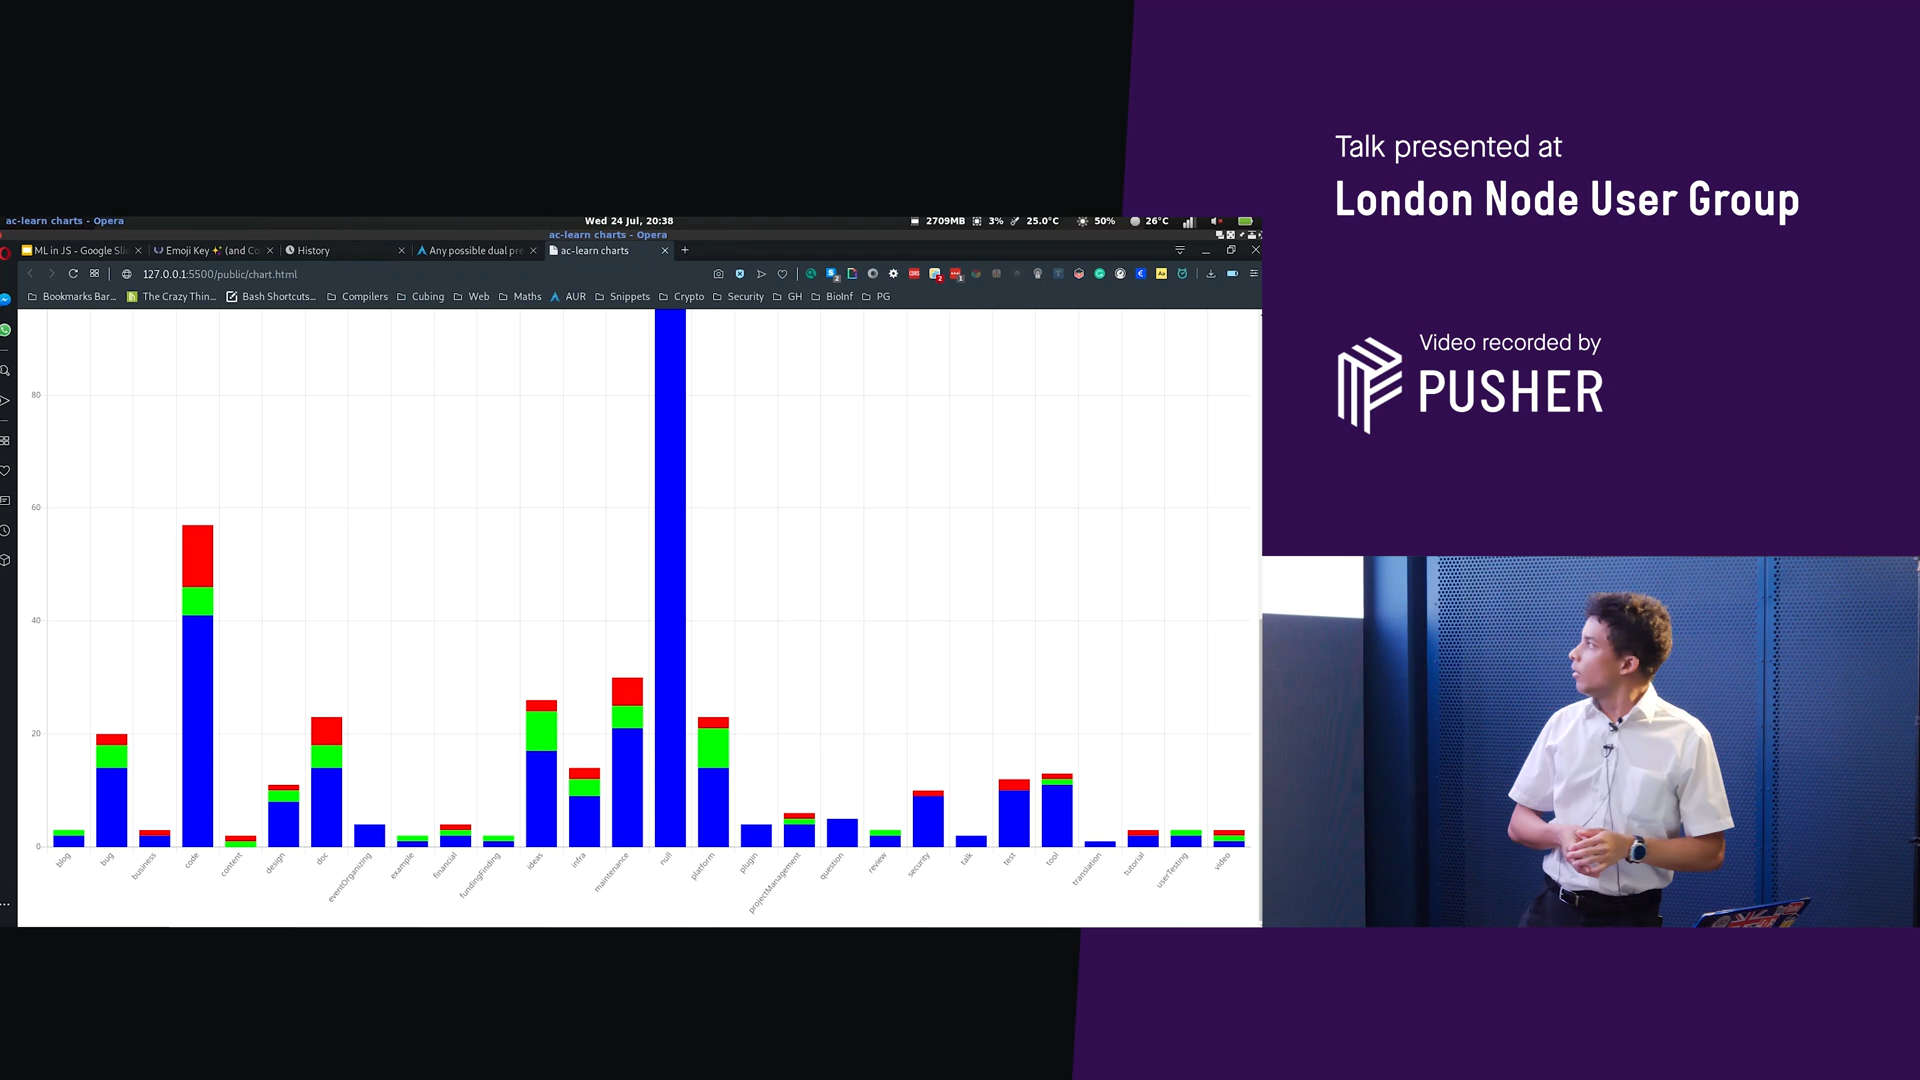 Talk presented at
London Node User Group
Video recorded by
PUSHER
ac-learn charts - Opera
Wed 24 Jul, 20:38
2709MB 3% 25.0°C 50% 26°C
ac-learn charts - Opera
ML in JS - Google Sli
Emoji Key ✨ (and Co
History
Any possible dual pre
ac-learn charts
127.0.0.1:5500/public/chart.html
Bookmarks Bar...
The Crazy Thin...
Bash Shortcuts...
Compilers
Cubing
Web
Maths
AUR
Snippets
Crypto
Security
GH
BioInf
PG
80
60
40
20
0
blog
bug
business
code
content
design
doc
eventOrganizing
example
financial
fundingFinding
ideas
infra
maintenance
null
platform
plugin
projectManagement
question
review
security
talk
test
tool
translation
tutorial
userTesting
video